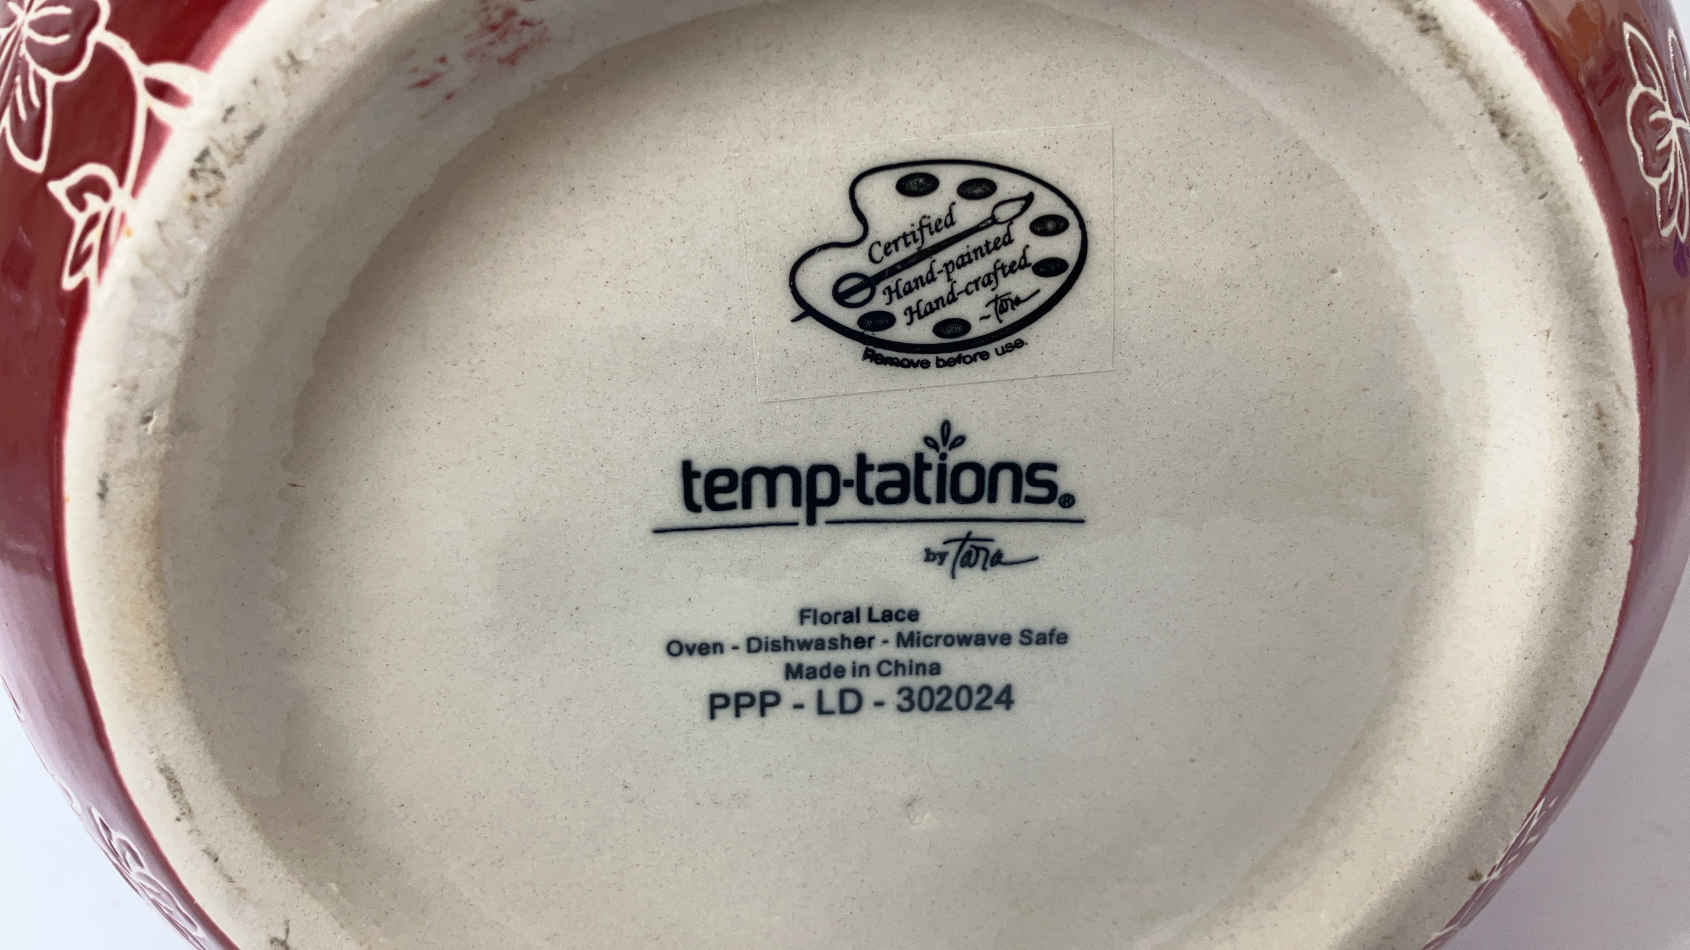 Certified
Hand-painted
Hand-crafted
~Tara
Remove before use.
temp-tations®
by Tara
Floral Lace
Oven - Dishwasher - Microwave Safe
Made in China
PPP - LD - 302024